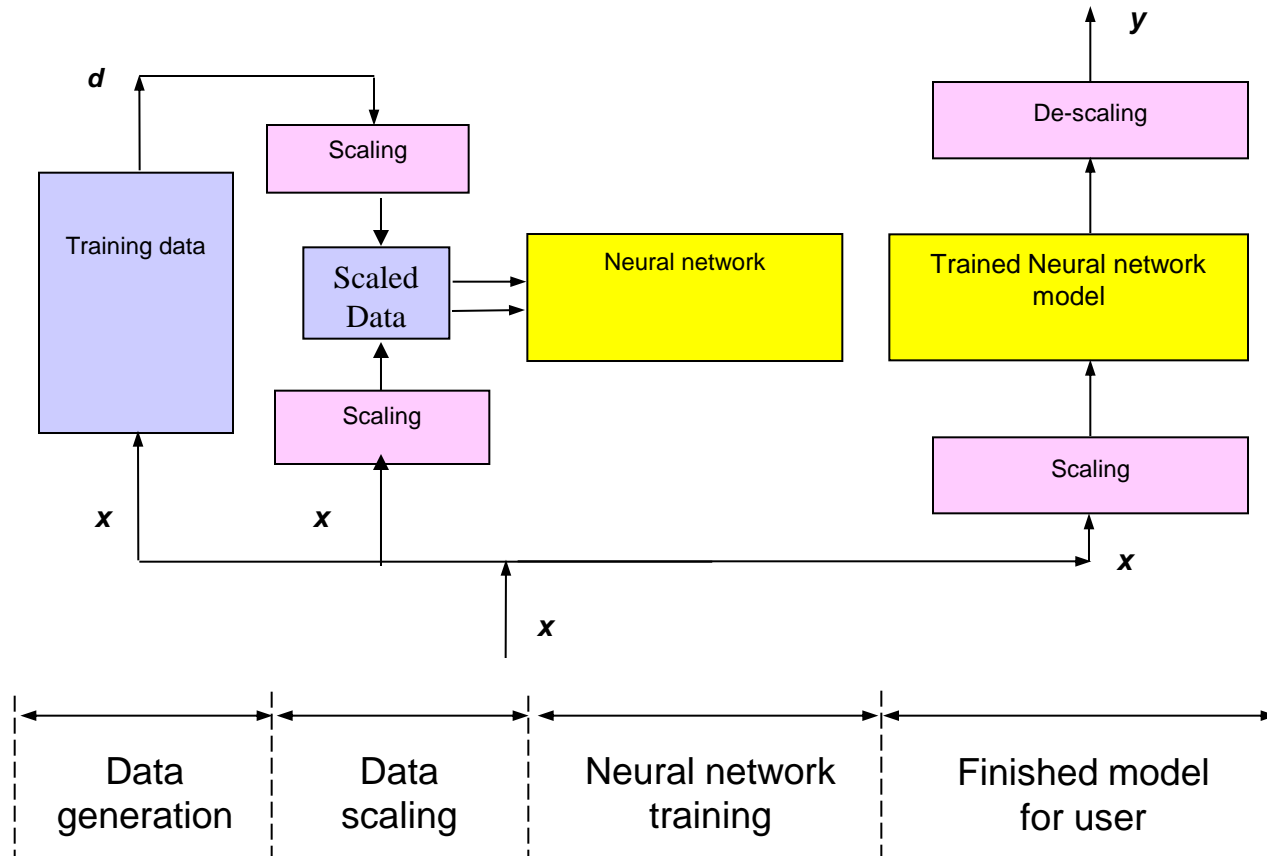 y
d
De-scaling
Scaling
Training data
Scaled
Data
Neural network
Trained Neural network
model
Scaling
Scaling
x
x
x
x
Data
generation
Data
scaling
Neural network
training
Finished model
for user